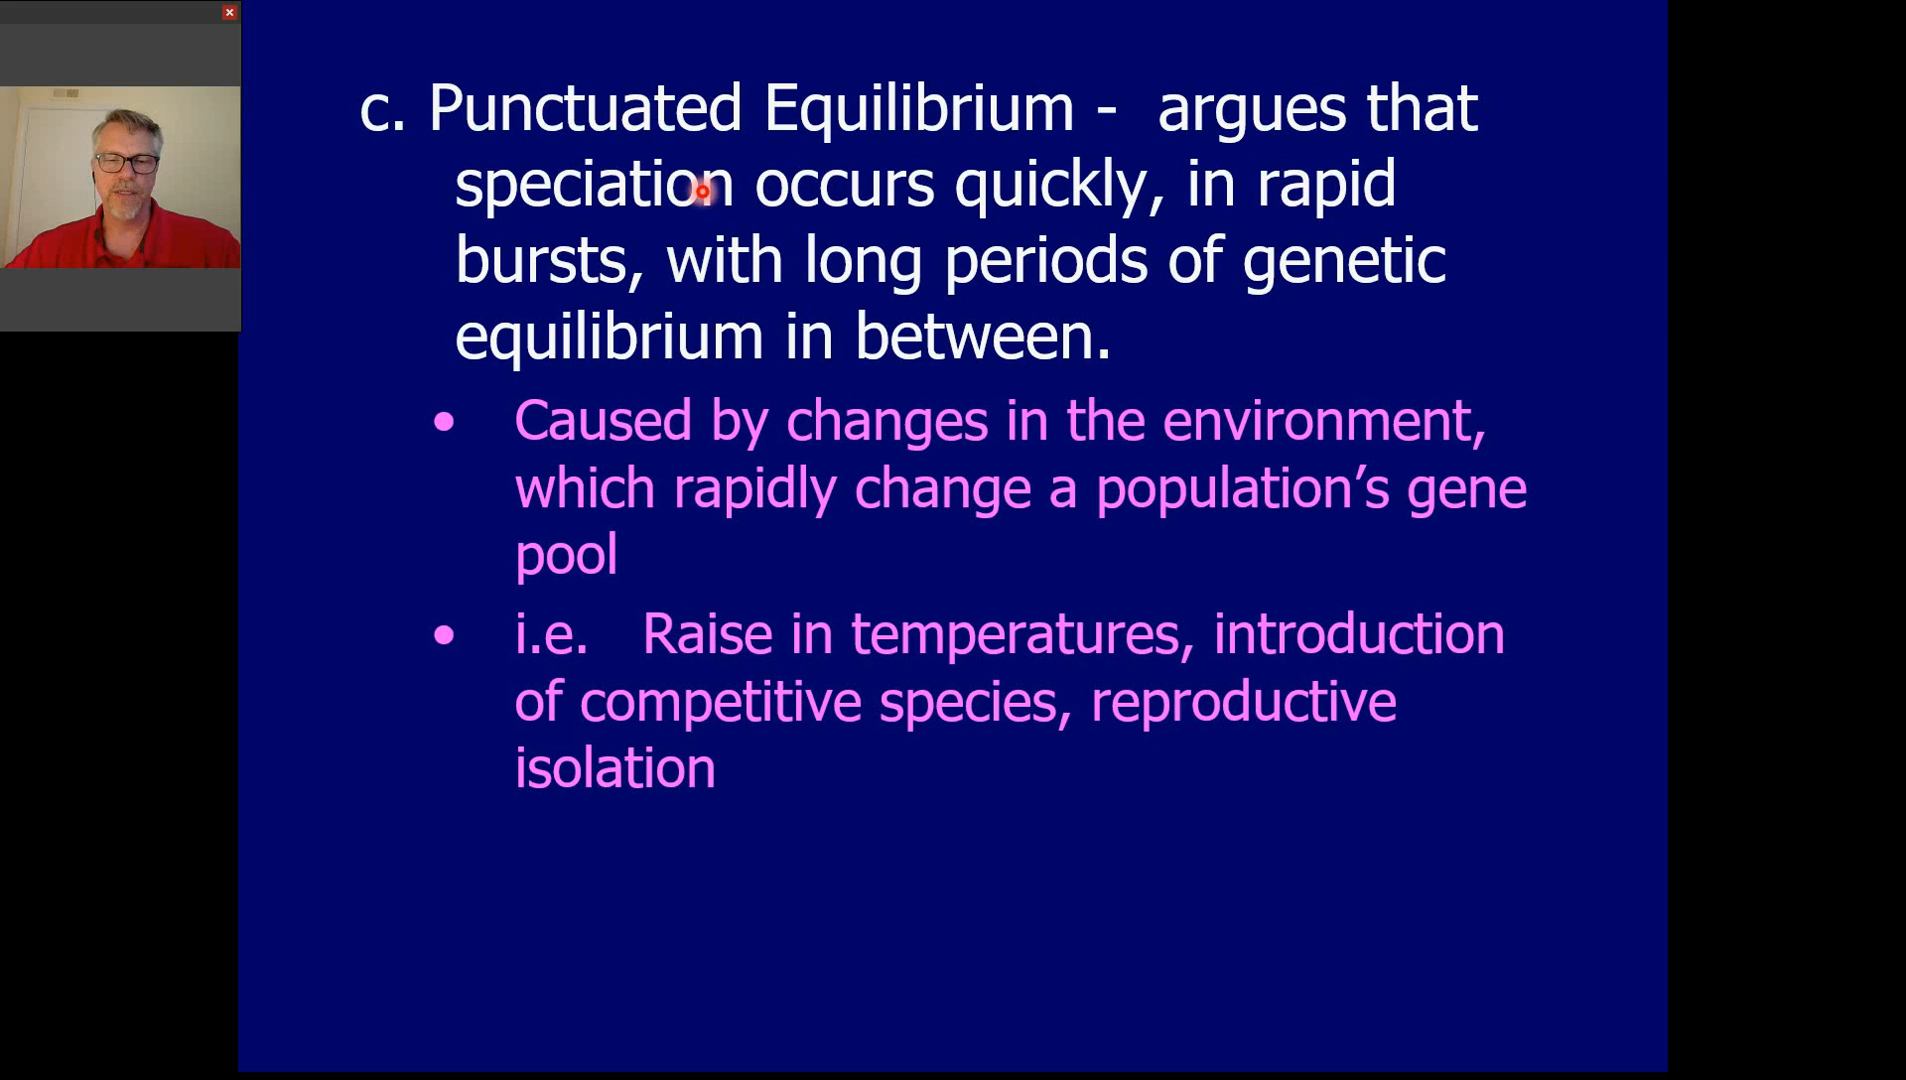 c. Punctuated Equilibrium -  argues that
speciation occurs quickly, in rapid
bursts, with long periods of genetic
equilibrium in between.
• Caused by changes in the environment,
which rapidly change a population’s gene
pool
• i.e.   Raise in temperatures, introduction
of competitive species, reproductive
isolation